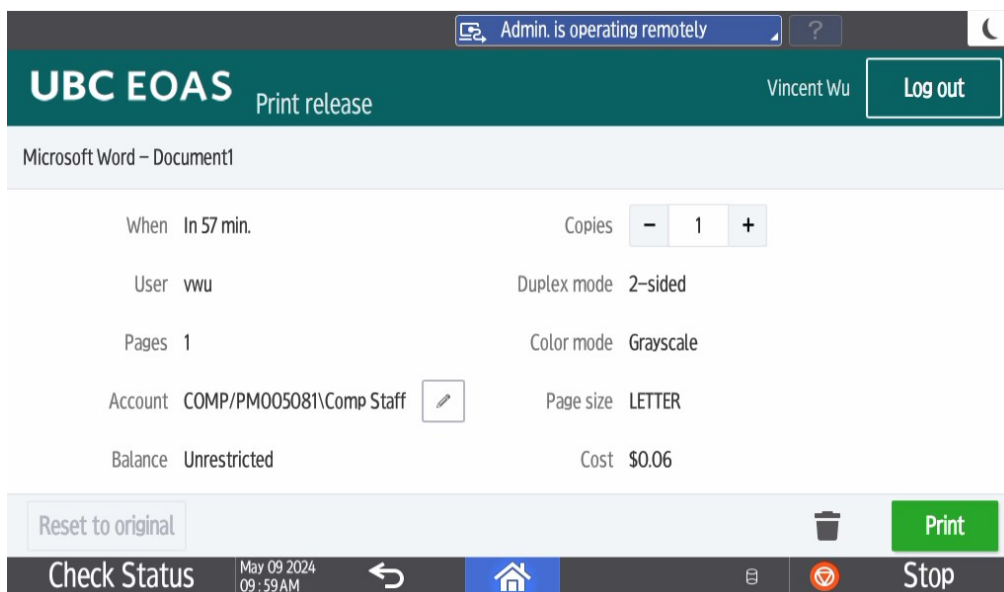 Admin. is operating remotely ?
UBC EOAS Print release Vincent Wu Log out
Microsoft Word – Document1
When In 57 min. Copies − 1 +
User vwu Duplex mode 2-sided
Pages 1 Color mode Grayscale
Account COMP/PM005081\Comp Staff Page size LETTER
Balance Unrestricted Cost $0.06
Reset to original Print
Check Status May 09 2024 Stop
09:59AM